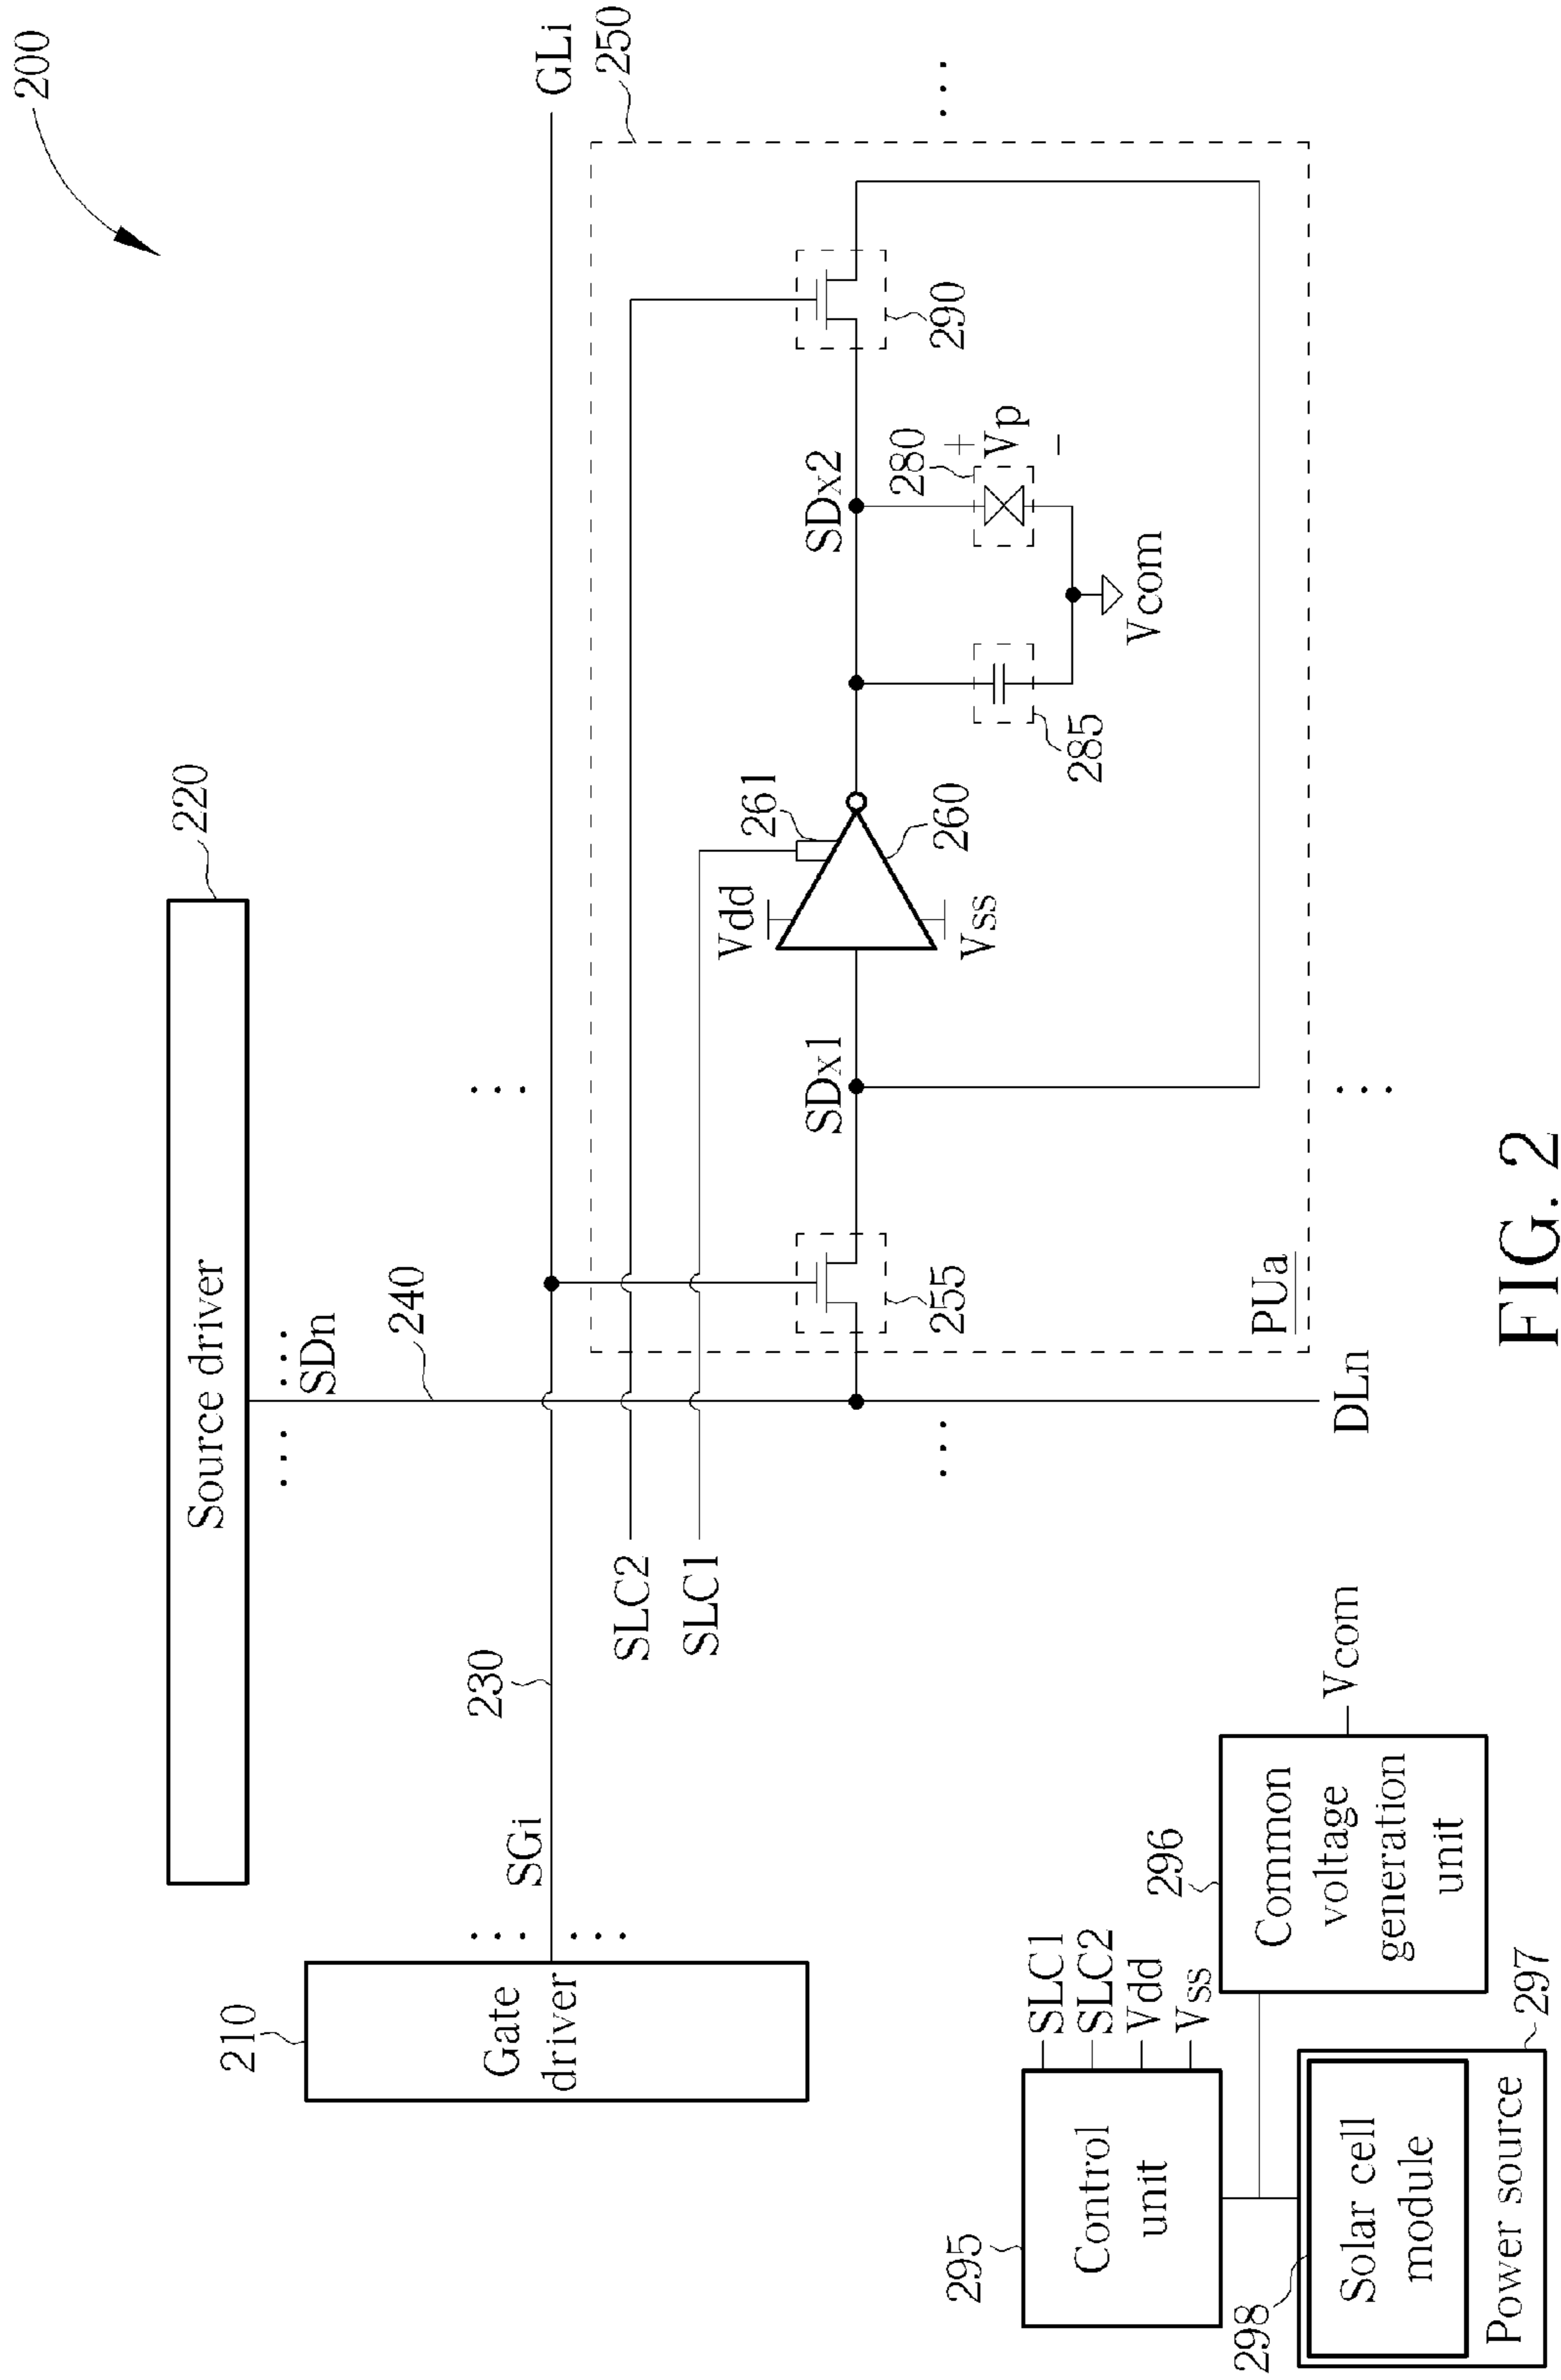 200
220
Source driver
SDn
240
GLi
250
230
SGi
210
Gate
driver
SLC2
SLC1
290
SDx2
280
+
Vp
−
Vcom
285
261
260
Vdd
Vss
SDx1
255
PUa
DLn
SLC1
SLC2
Vdd
Vss
295
Control
unit
296
Common
voltage
generation
unit
Vcom
297
298
Solar cell
module
Power source
FIG. 2